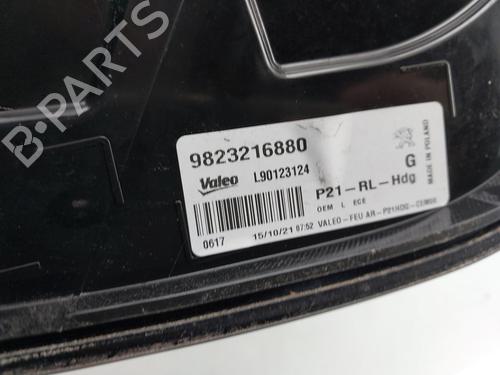 B-PARTS
9823216880
Valeo L90123124
G
P21-RL-Hdg
OEM L ECE
MADE IN POLAND
0617 15/10/21 07:52 VALEO-FEU AR-P21HDG-COMBO